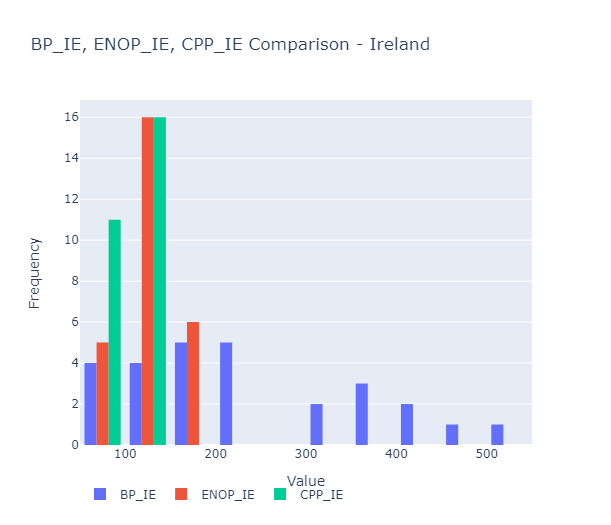 BP_IE, ENOP_IE, CPP_IE Comparison - Ireland
16
14
12
10
8
6
4
2
0
Frequency
100 200 300 400 500
Value
BP_IE ENOP_IE CPP_IE